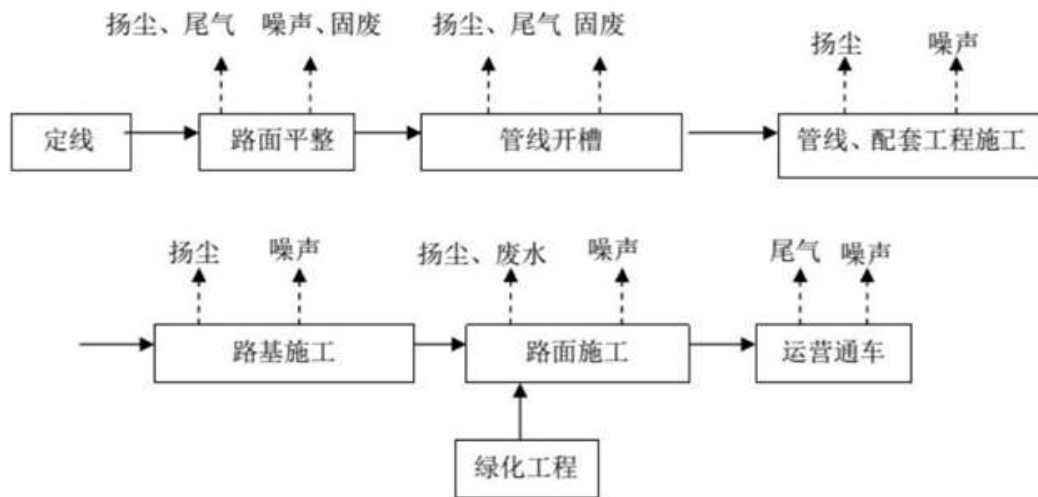 扬尘、尾气 噪声、固废 扬尘、尾气 固废
扬尘 噪声
定线 路面平整 管线开槽 管线、配套工程施工
扬尘 噪声 扬尘、废水 噪声 尾气 噪声
路基施工 路面施工 运营通车
绿化工程